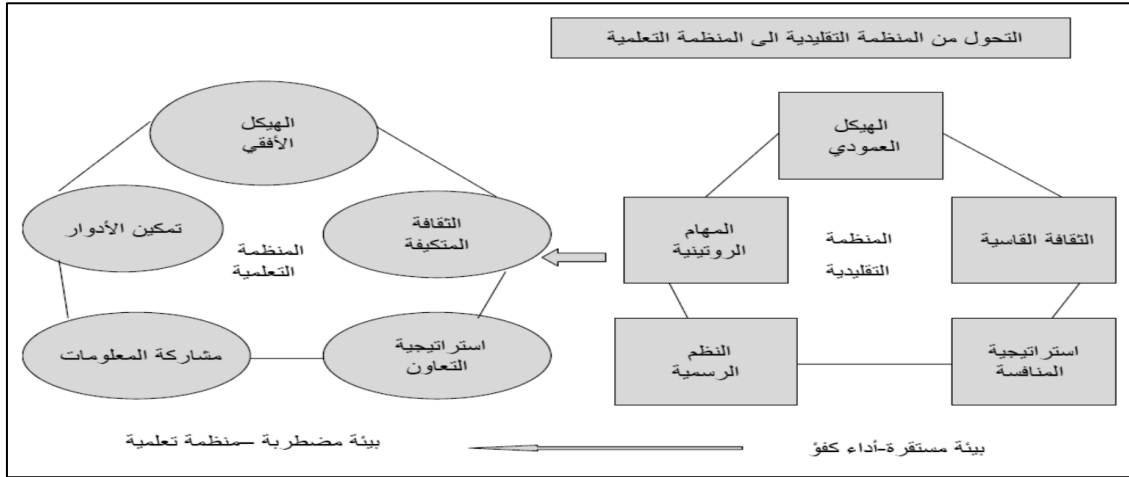 التحول من المنظمة التقليدية الى المنظمة التعلمية
الهيكل
العمودي
الثقافة القاسية
المنظمة
التقليدية
المهام
الروتينية
استراتيجية
المنافسة
النظم
الرسمية
الهيكل
الأفقي
الثقافة
المتكيفة
المنظمة
التعلمية
تمكين الأدوار
استراتيجية
التعاون
مشاركة المعلومات
بيئة مستقرة-أداء كفؤ
بيئة مضطربة –منظمة تعلمية